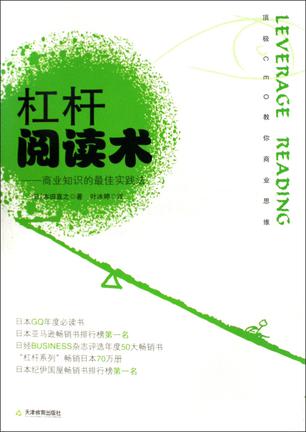 LEVERAGE READING
顶级CEO教你商业思维
杠杆
阅读术
——商业知识的最佳实践法
[日]本田直之 著 叶冰婷 译
日本GQ年度必读书
日本亚马逊畅销书排行榜第一名
日经BUSINESS杂志评选年度50大畅销书
“杠杆系列”畅销日本70万册
日本纪伊国屋畅销书排行榜第一名
天津教育出版社